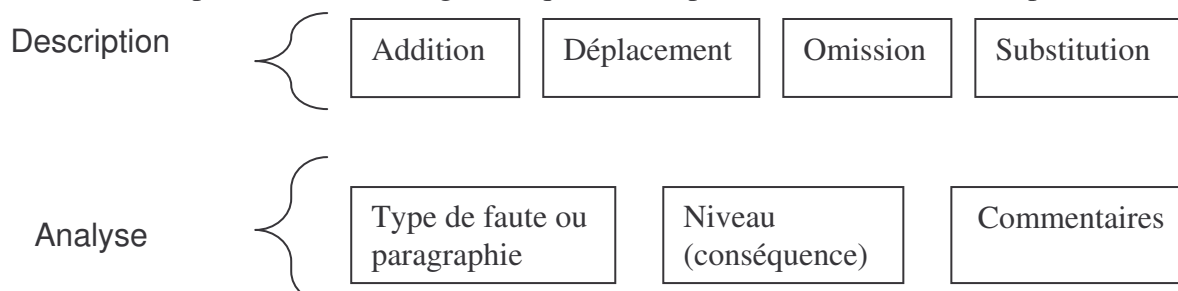 Description
Addition Déplacement Omission Substitution
Analyse
Type de faute ou
paragraphie
Niveau
(conséquence)
Commentaires